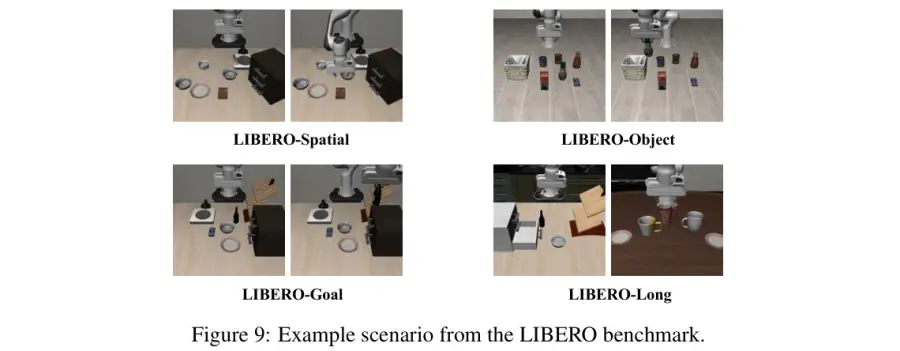 LIBERO-Spatial
LIBERO-Object
LIBERO-Goal
LIBERO-Long
Figure 9: Example scenario from the LIBERO benchmark.